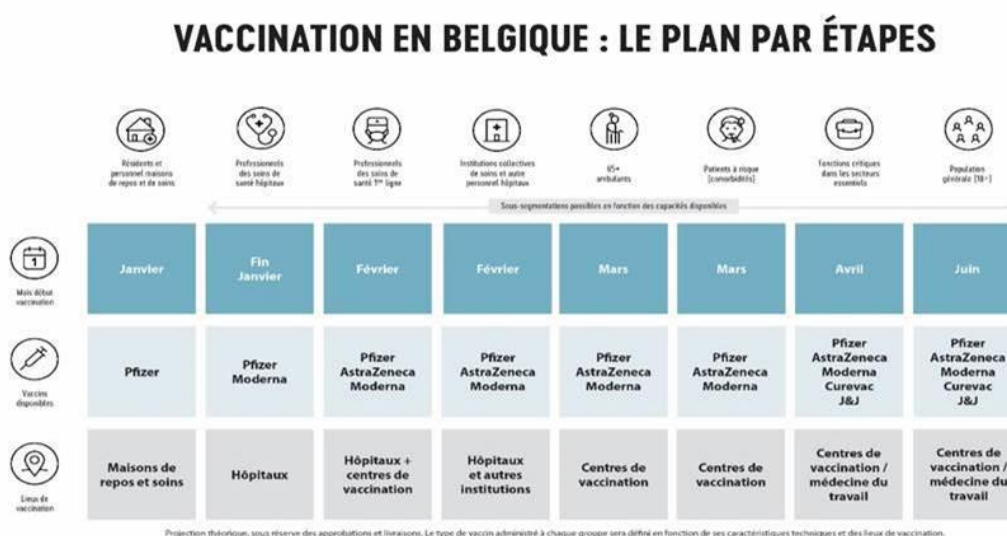 VACCINATION EN BELGIQUE : LE PLAN PAR ÉTAPES
Résidents et
personnel maisons
de repos et de soins
Professionnels
des soins de
santé hôpitaux
Professionnels
des soins de
santé 1ère ligne
Institutions collectives
de soins et autre
personnel hôpitaux
65+
ambulants
Patients à risque
(comorbidités)
Fonctions critiques
dans les secteurs
essentiels
Population
générale (18+)
Sous-segmentations possibles en fonction des capacités disponibles
1
Mois début
vaccination
Janvier
Fin
Janvier
Février
Février
Mars
Mars
Avril
Juin
Vaccins
disponibles
Pfizer
Pfizer
Moderna
Pfizer
AstraZeneca
Moderna
Pfizer
AstraZeneca
Moderna
Pfizer
AstraZeneca
Moderna
Pfizer
AstraZeneca
Moderna
Pfizer
AstraZeneca
Moderna
Curevac
J&J
Pfizer
AstraZeneca
Moderna
Curevac
J&J
Lieux de
vaccination
Maisons de
repos et soins
Hôpitaux
Hôpitaux +
centres de
vaccination
Hôpitaux
et autres
institutions
Centres de
vaccination
Centres de
vaccination
Centres de
vaccination /
médecine du
travail
Centres de
vaccination /
médecine du
travail
Projection théorique, sous réserve des approbations et livraisons. Le type de vaccin administré à chaque groupe sera défini en fonction de ses caractéristiques techniques et des lieux de vaccination.